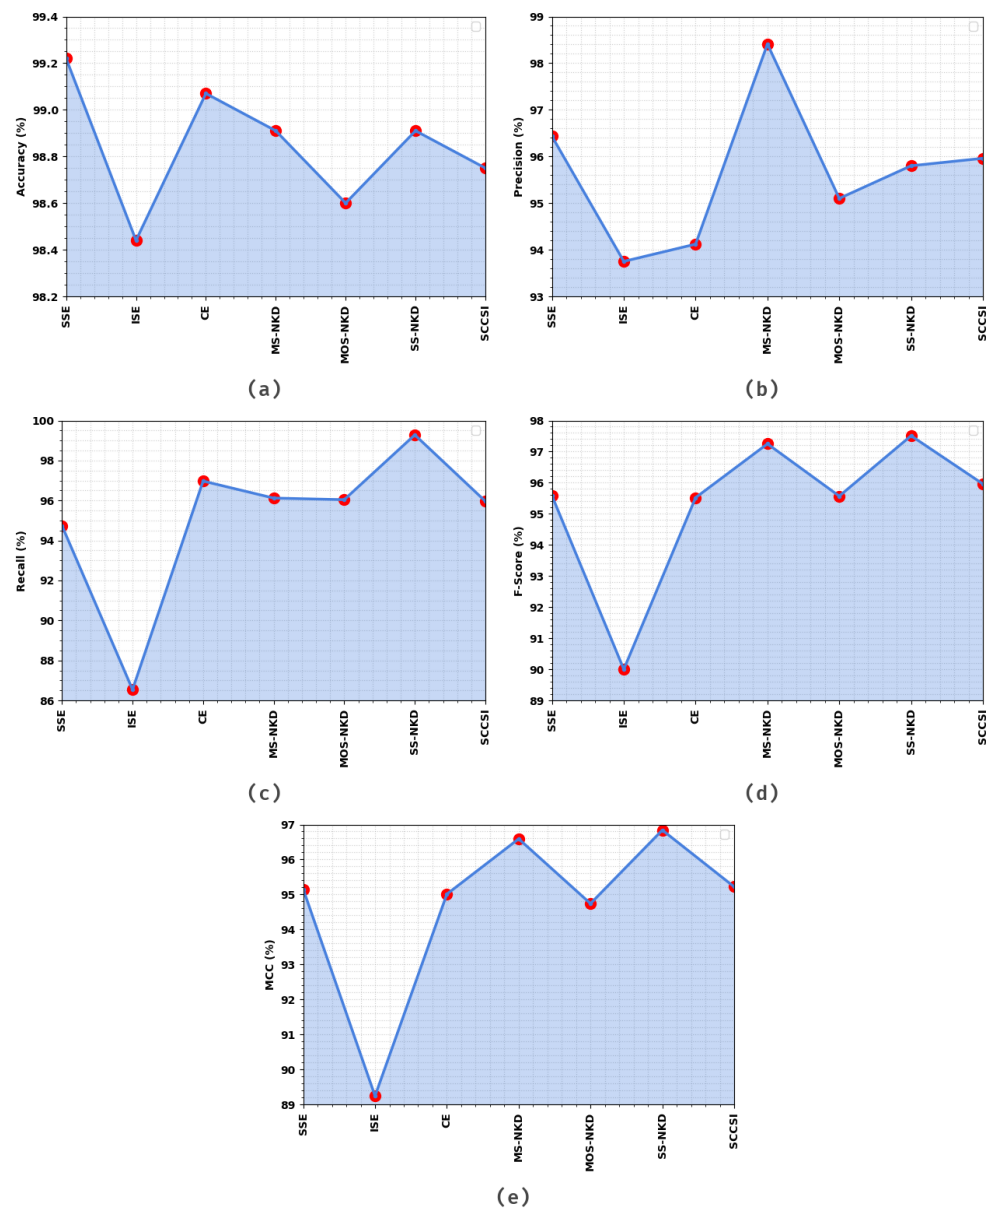 Accuracy (%)
99.4
99.2
99.0
98.8
98.6
98.4
98.2
SSE
ISE
CE
MS-NKD
MOS-NKD
SS-NKD
SCCSI
(a)
Precision (%)
99
98
97
96
95
94
93
SSE
ISE
CE
MS-NKD
MOS-NKD
SS-NKD
SCCSI
(b)
Recall (%)
100
98
96
94
92
90
88
86
SSE
ISE
CE
MS-NKD
MOS-NKD
SS-NKD
SCCSI
(c)
F-Score (%)
98
97
96
95
94
93
92
91
90
89
SSE
ISE
CE
MS-NKD
MOS-NKD
SS-NKD
SCCSI
(d)
MCC (%)
97
96
95
94
93
92
91
90
89
SSE
ISE
CE
MS-NKD
MOS-NKD
SS-NKD
SCCSI
(e)